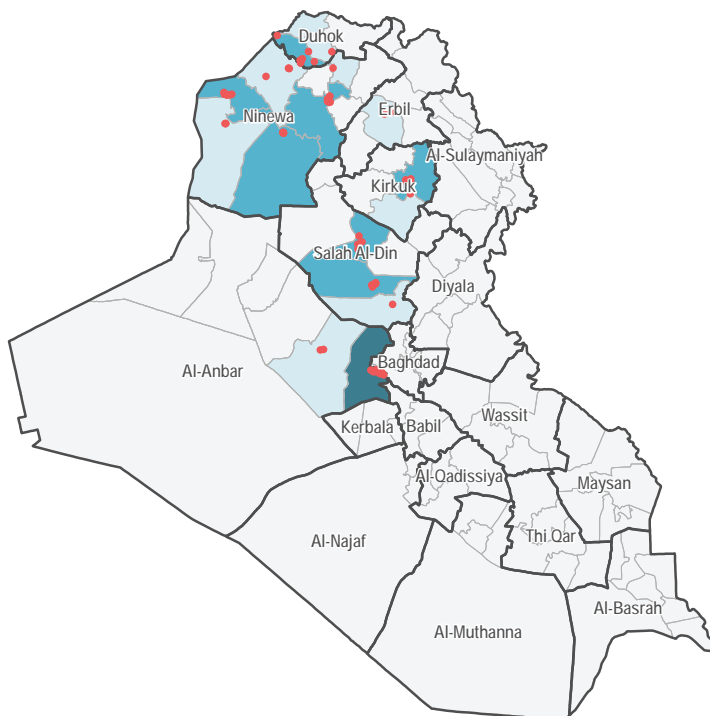 Duhok
Erbil
Ninewa
Al-Sulaymaniyah
Kirkuk
Salah Al-Din
Diyala
Al-Anbar
Baghdad
Wassit
Kerbala
Babil
Al-Qadissiya
Maysan
Al-Najaf
Thi Qar
Al-Basrah
Al-Muthanna